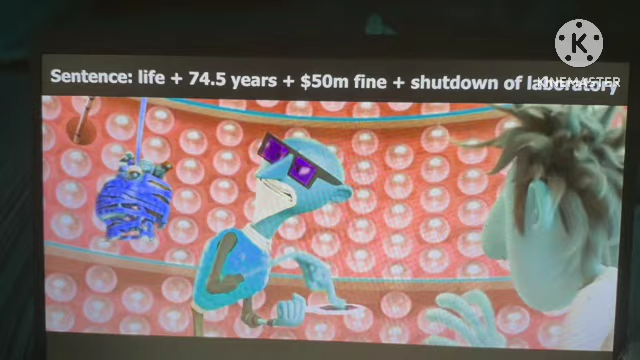 Sentence: life + 74.5 years + $50m fine + shutdown of laboratory
K
KINEMASTER